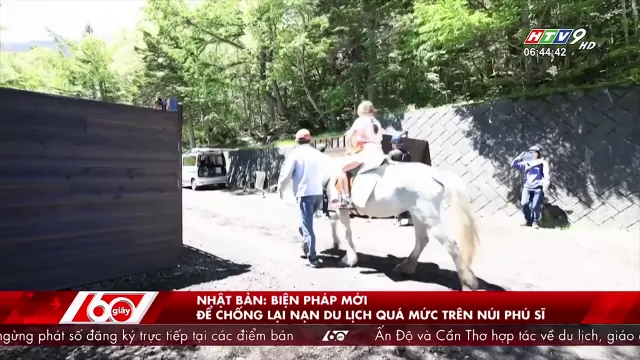 HTV9 HD
06:44:42
60 giây
NHẬT BẢN: BIỆN PHÁP MỚI
ĐỂ CHỐNG LẠI NẠN DU LỊCH QUÁ MỨC TRÊN NÚI PHÚ SĨ
ngừng phát số đăng ký trực tiếp tại các điểm bán 60 giây Ấn Độ và Cần Thơ hợp tác về du lịch, giáo